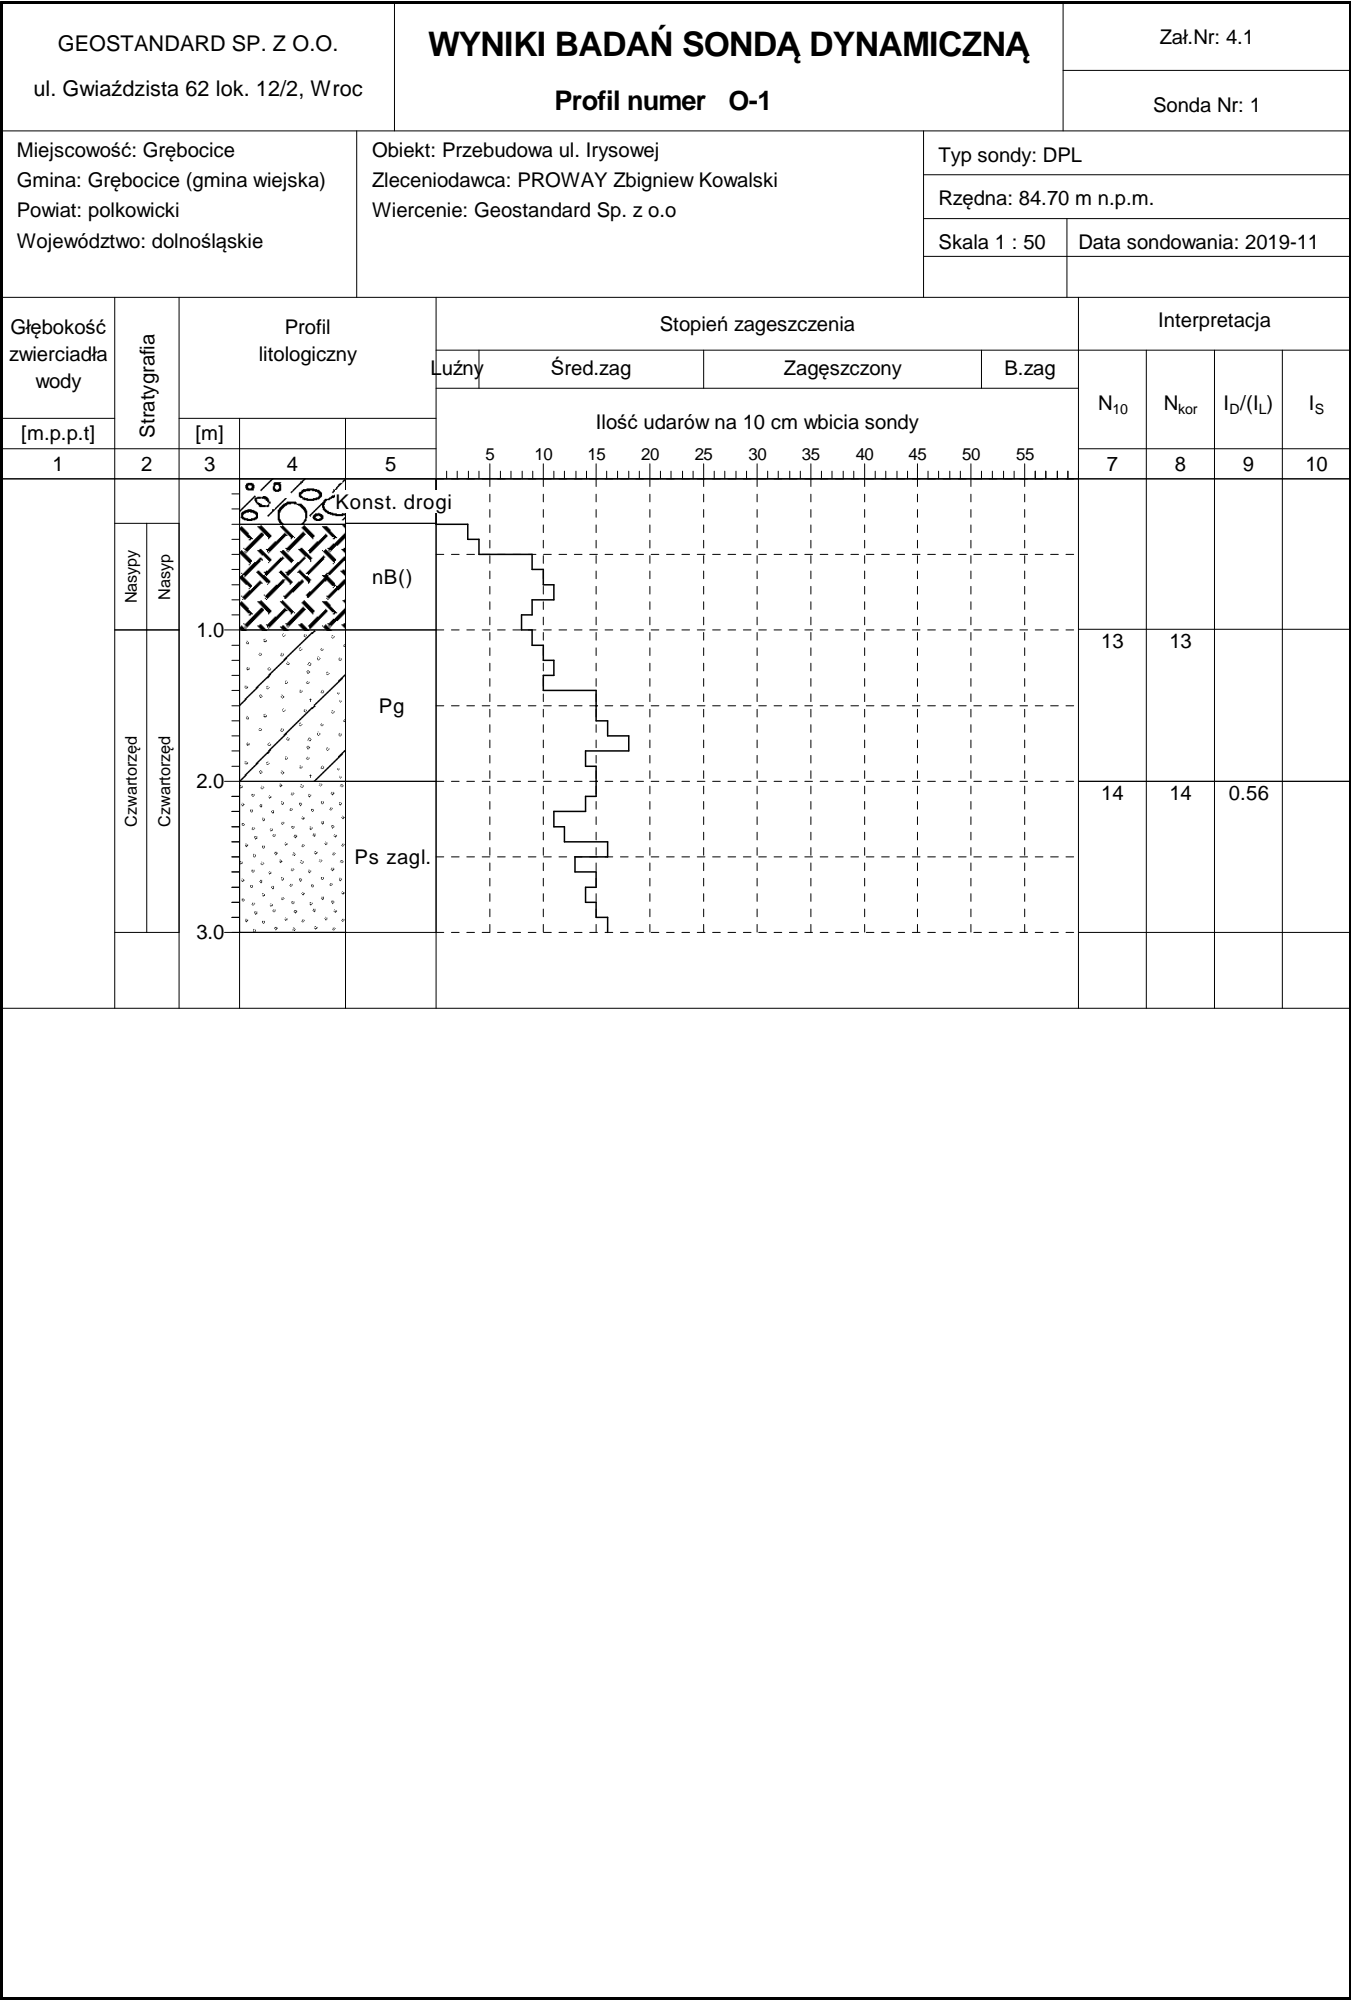 GEOSTANDARD SP. Z O.O.
ul. Gwiaździsta 62 lok. 12/2, Wroc
WYNIKI BADAŃ SONDĄ DYNAMICZNĄ
Profil numer O-1
Zał.Nr: 4.1
Sonda Nr: 1
Miejscowość: Grębocice
Gmina: Grębocice (gmina wiejska)
Powiat: polkowicki
Województwo: dolnośląskie
Obiekt: Przebudowa ul. Irysowej
Zleceniodawca: PROWAY Zbigniew Kowalski
Wiercenie: Geostandard Sp. z o.o
Typ sondy: DPL
Rzędna: 84.70 m n.p.m.
Skala 1 : 50
Data sondowania: 2019-11
Głębokość
zwierciadła
wody
[m.p.p.t]
Stratygrafia
Profil
litologiczny
[m]
Stopień zageszczenia
Luźny
Śred.zag
Zagęszczony
B.zag
Ilość udarów na 10 cm wbicia sondy
5 10 15 20 25 30 35 40 45 50 55
Interpretacja
N10
Nkor
ID/(IL)
IS
1 2 3 4 5 7 8 9 10
Konst. drogi
Nasypy
Nasyp
nB()
1.0
13 13
Czwartorzęd
Czwartorzęd
Pg
2.0
14 14 0.56
Ps zagl.
3.0